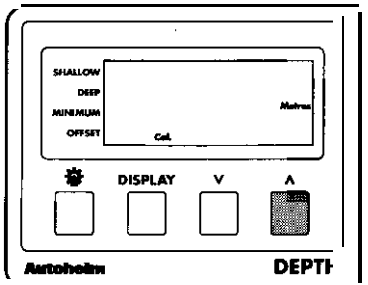 SHALLOW
DEEP
Metres
MINIMUM
OFFSET
Cal.
DISPLAY
Autohelm
DEPTH